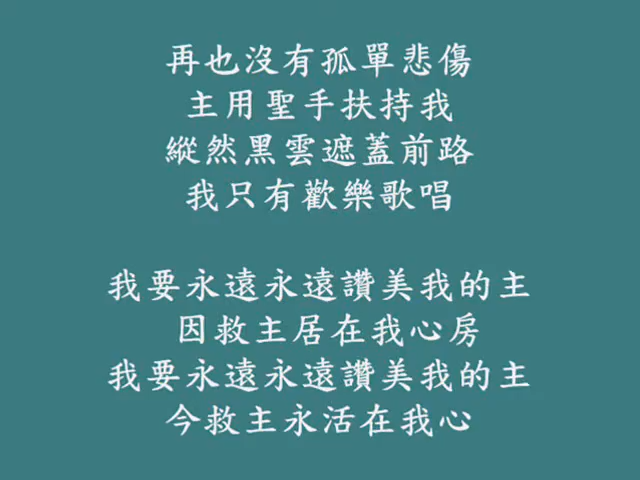 再也沒有孤單悲傷
主用聖手扶持我
縱然黑雲遮蓋前路
我只有歡樂歌唱
我要永遠永遠讚美我的主
因救主居在我心房
我要永遠永遠讚美我的主
今救主永活在我心